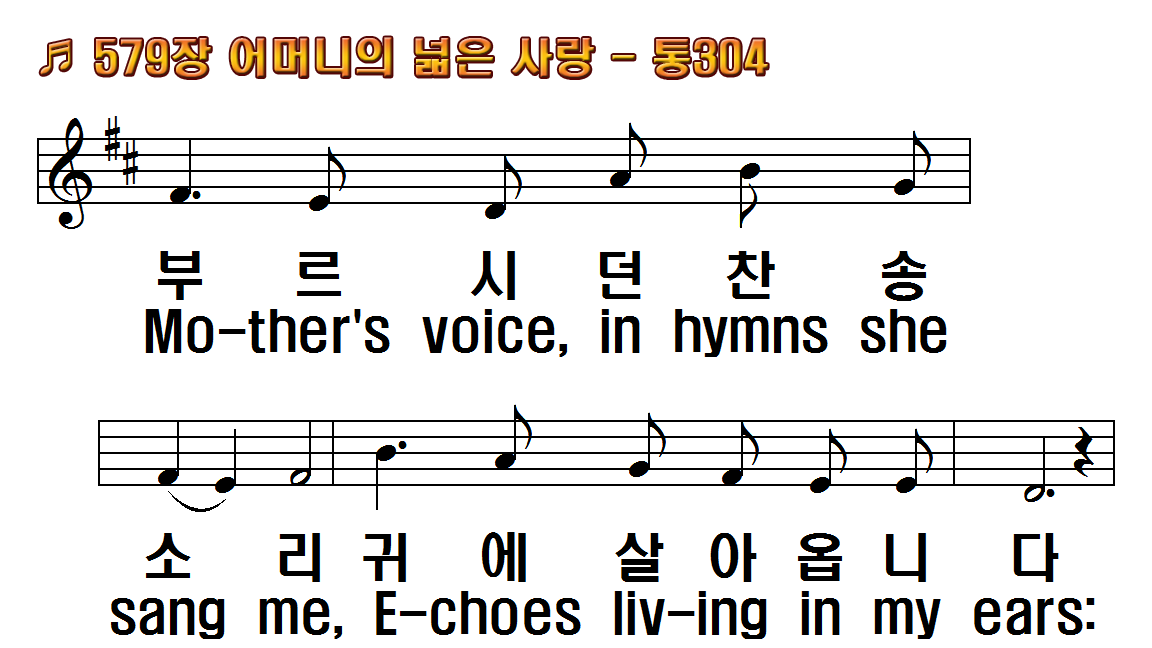 ♬ 579장 어머니의 넓은 사랑 - 통304
부 르 시 던 찬 송
Mo-ther's voice, in hymns she
소 리 귀 에 살 아 옵 니 다
sang me, E-choes liv-ing in my ears: